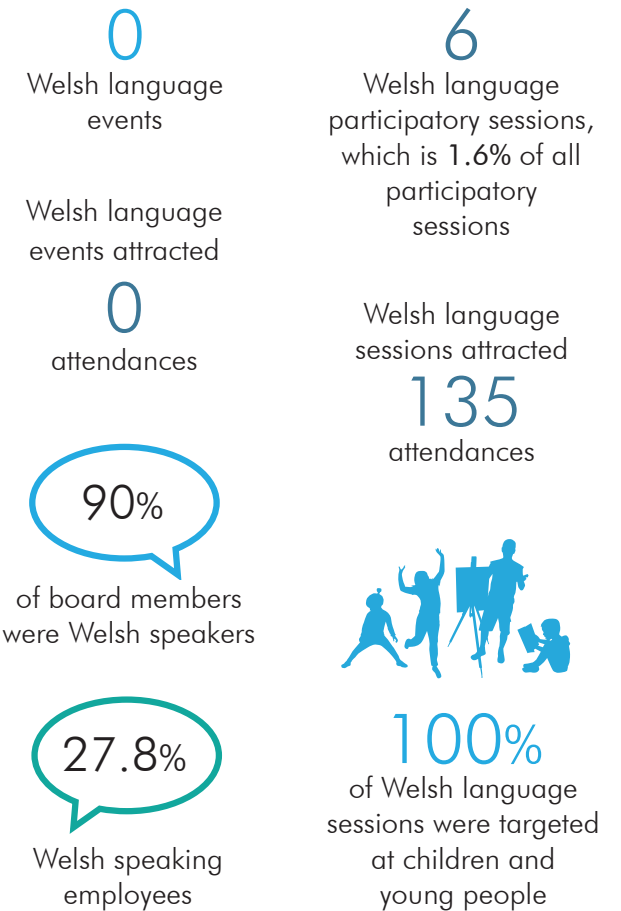 0
Welsh language
events
Welsh language
events attracted
0
attendances
90%
of board members
were Welsh speakers
27.8%
Welsh speaking
employees
6
Welsh language
participatory sessions,
which is 1.6% of all
participatory
sessions
Welsh language
sessions attracted
135
attendances
100%
of Welsh language
sessions were targeted
at children and
young people